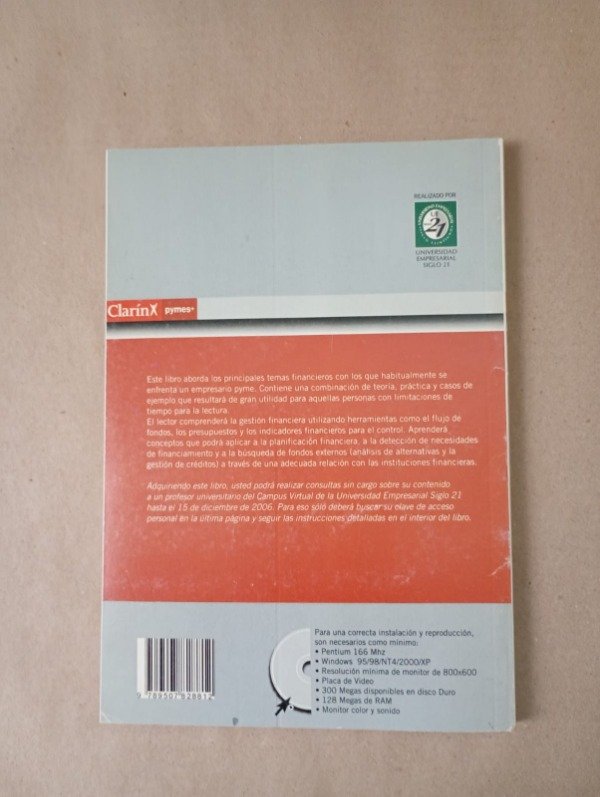 REALIZADO POR
UNIVERSIDAD EMPRESARIAL
21
UNIVERSIDAD
EMPRESARIAL
SIGLO 21
Clarín pymes
Este libro aborda los principales temas financieros con los que habitualmente se
enfrenta un empresario pyme. Contiene una combinación de teoría, práctica y casos de
ejemplo que resultará de gran utilidad para aquellas personas con limitaciones de
tiempo para la lectura.
El lector comprenderá la gestión financiera utilizando herramientas como el flujo de
fondos, los presupuestos y los indicadores financieros para el control. Aprenderá
conceptos que podrá aplicar a la planificación financiera, a la detección de necesidades
de financiamiento y a la búsqueda de fondos externos (análisis de alternativas y la
gestión de créditos) a través de una adecuada relación con las instituciones financieras.
Adquiriendo este libro, usted podrá realizar consultas sin cargo sobre su contenido
a un profesor universitario del Campus Virtual de la Universidad Empresarial Siglo 21
hasta el 15 de diciembre de 2006. Para eso sólo deberá buscar su clave de acceso
personal en la última página y seguir las instrucciones detalladas en el interior del libro.
Para una correcta instalación y reproducción,
son necesarios como mínimo:
• Pentium 166 Mhz
• Windows 95/98/NT4/2000/XP
• Resolución mínima de monitor de 800x600
• Placa de Video
• 300 Megas disponibles en disco Duro
• 128 Megas de RAM
• Monitor color y sonido
9 789507 828812